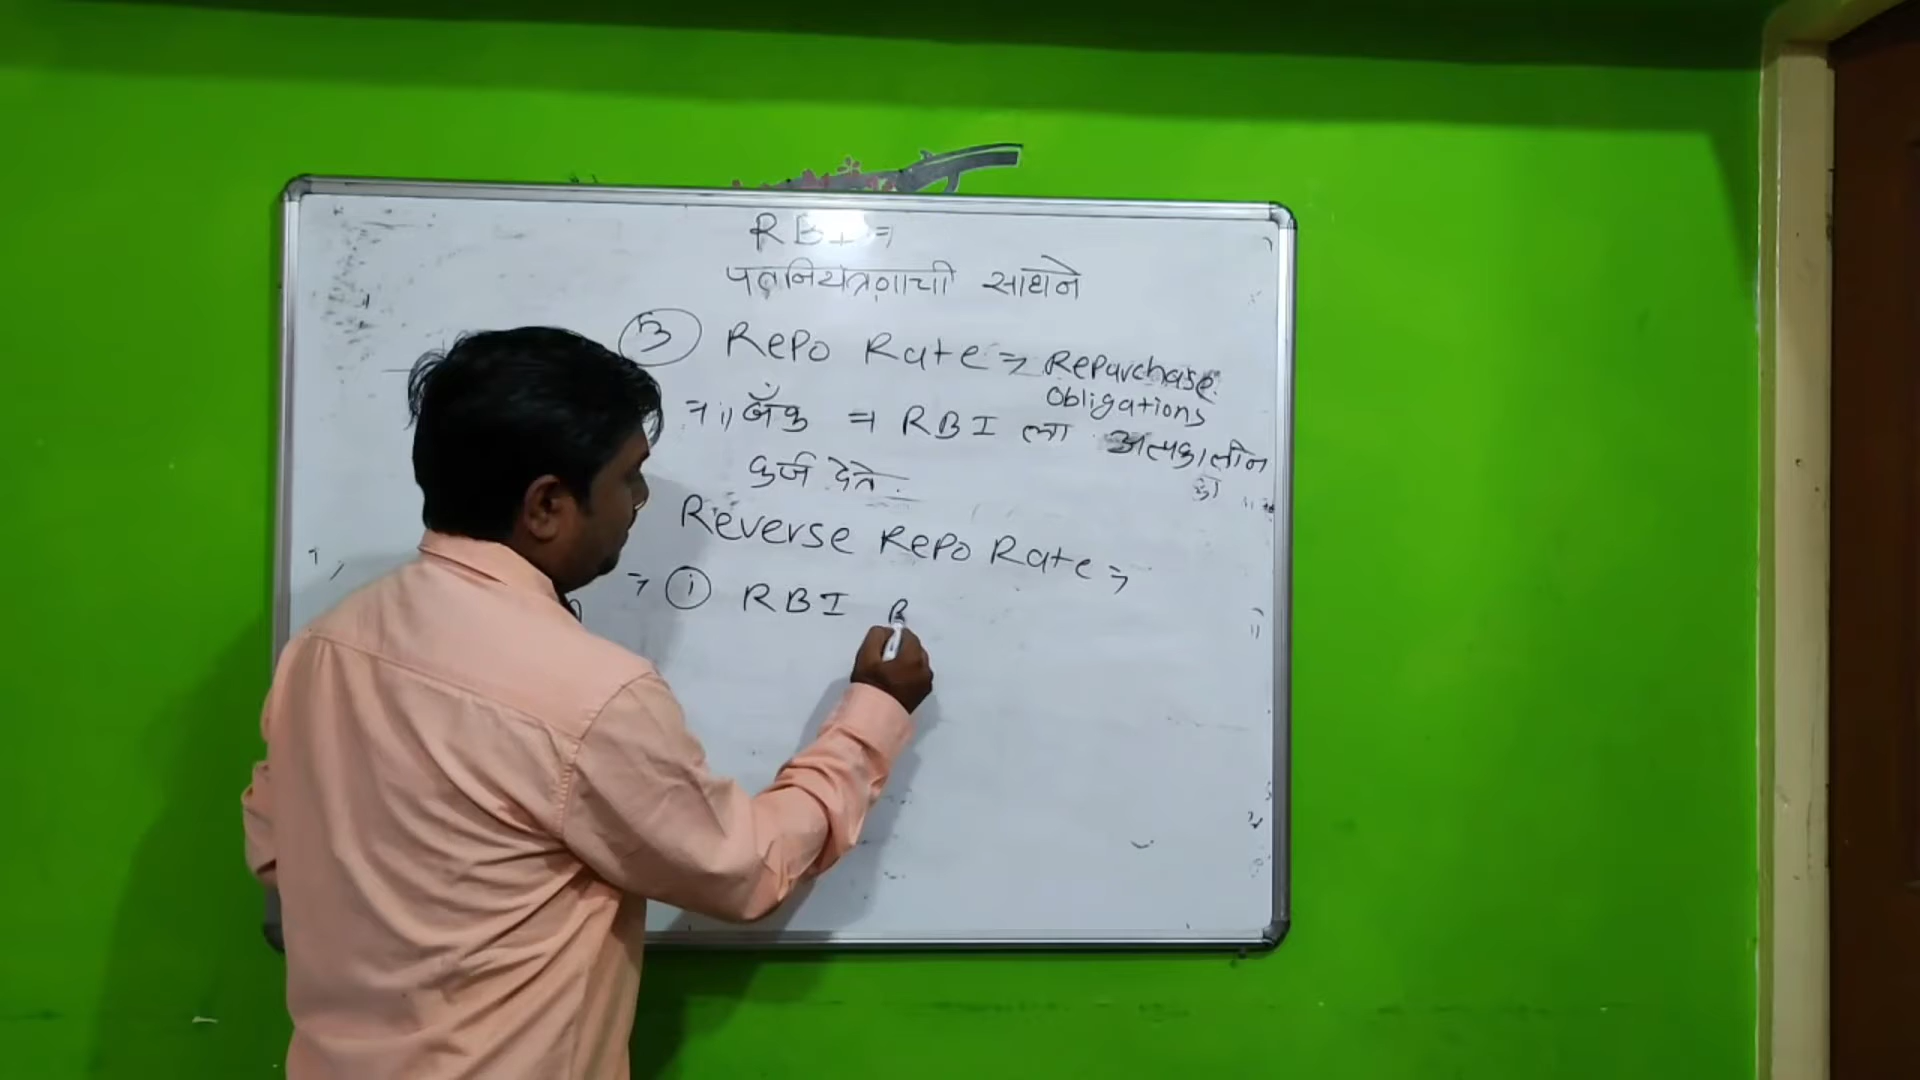 RBI ⇒
पतनियंत्रणाची साधने
③ Repo Rate ⇒ Repurchase
obligations
⇒ i) बँक ⇒ RBI ला अल्पकालीन
कर्ज देते.
Reverse Repo Rate ⇒
⇒ ① RBI B